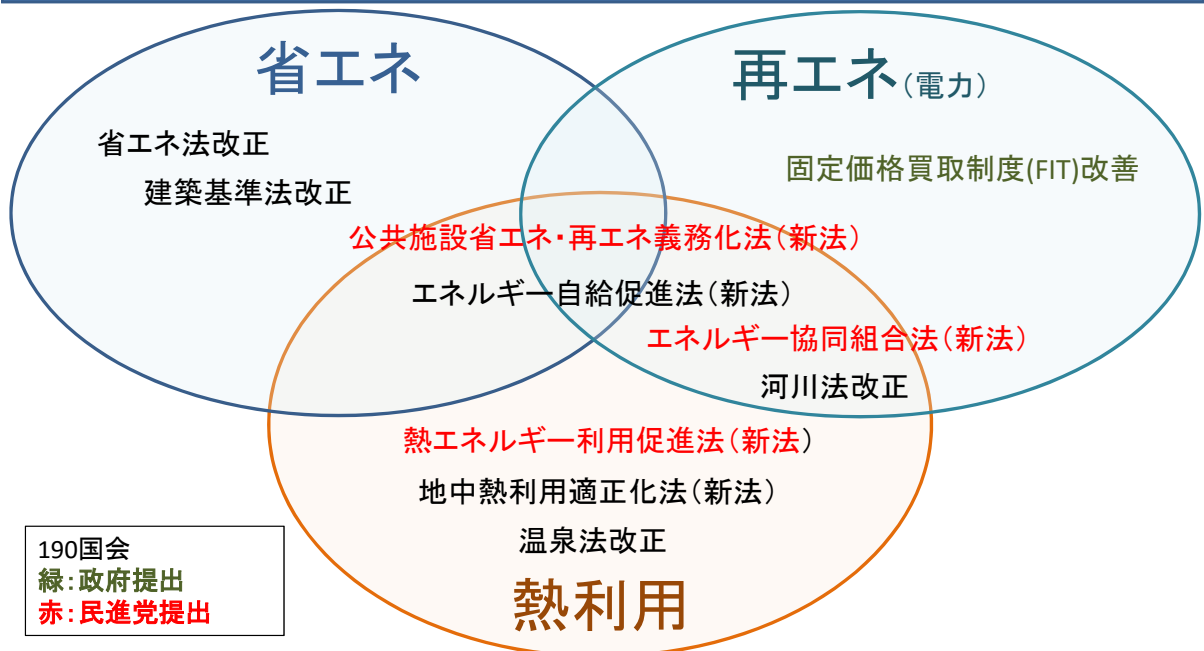 省エネ
再エネ(電力)
省エネ法改正
建築基準法改正
固定価格買取制度(FIT)改善
公共施設省エネ・再エネ義務化法(新法)
エネルギー自給促進法(新法)
エネルギー協同組合法(新法)
河川法改正
熱エネルギー利用促進法(新法)
地中熱利用適正化法(新法)
温泉法改正
熱利用
190国会
緑:政府提出
赤:民進党提出